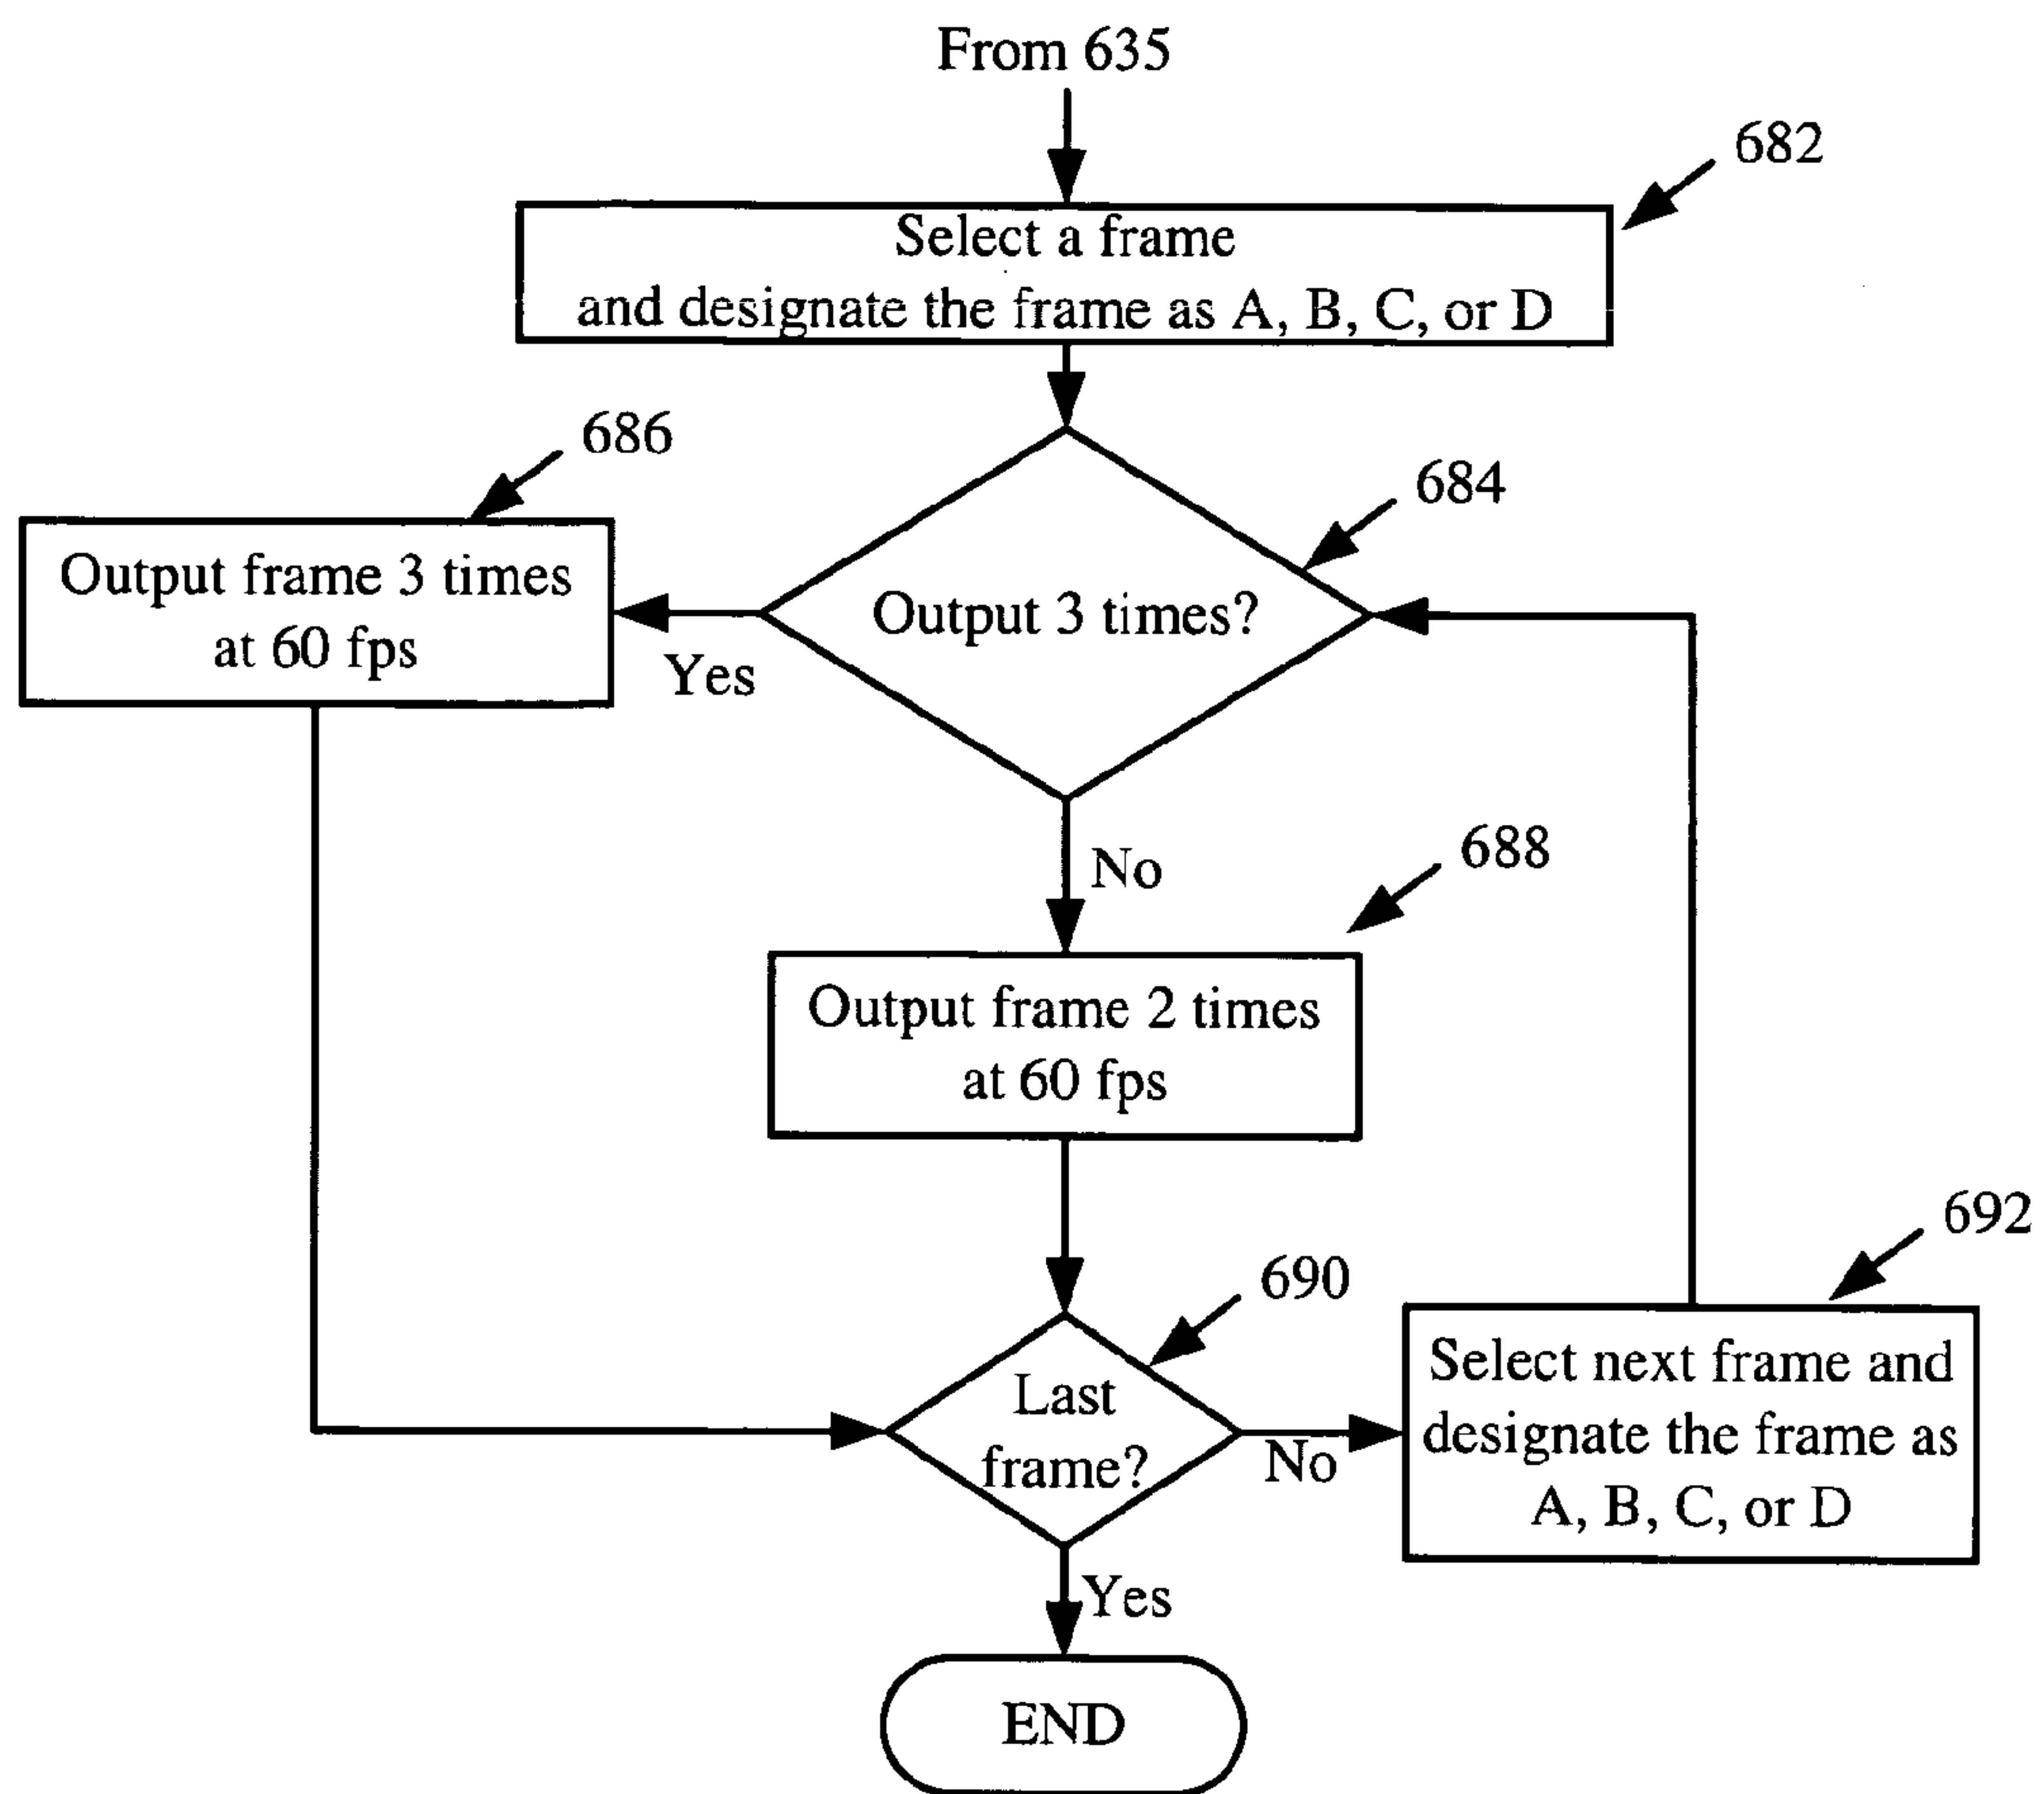 From 635
682
Select a frame
and designate the frame as A, B, C, or D
686
684
Output frame 3 times
at 60 fps
Output 3 times?
Yes
No
688
Output frame 2 times
at 60 fps
690
692
Last
frame?
No
Select next frame and
designate the frame as
A, B, C, or D
Yes
END